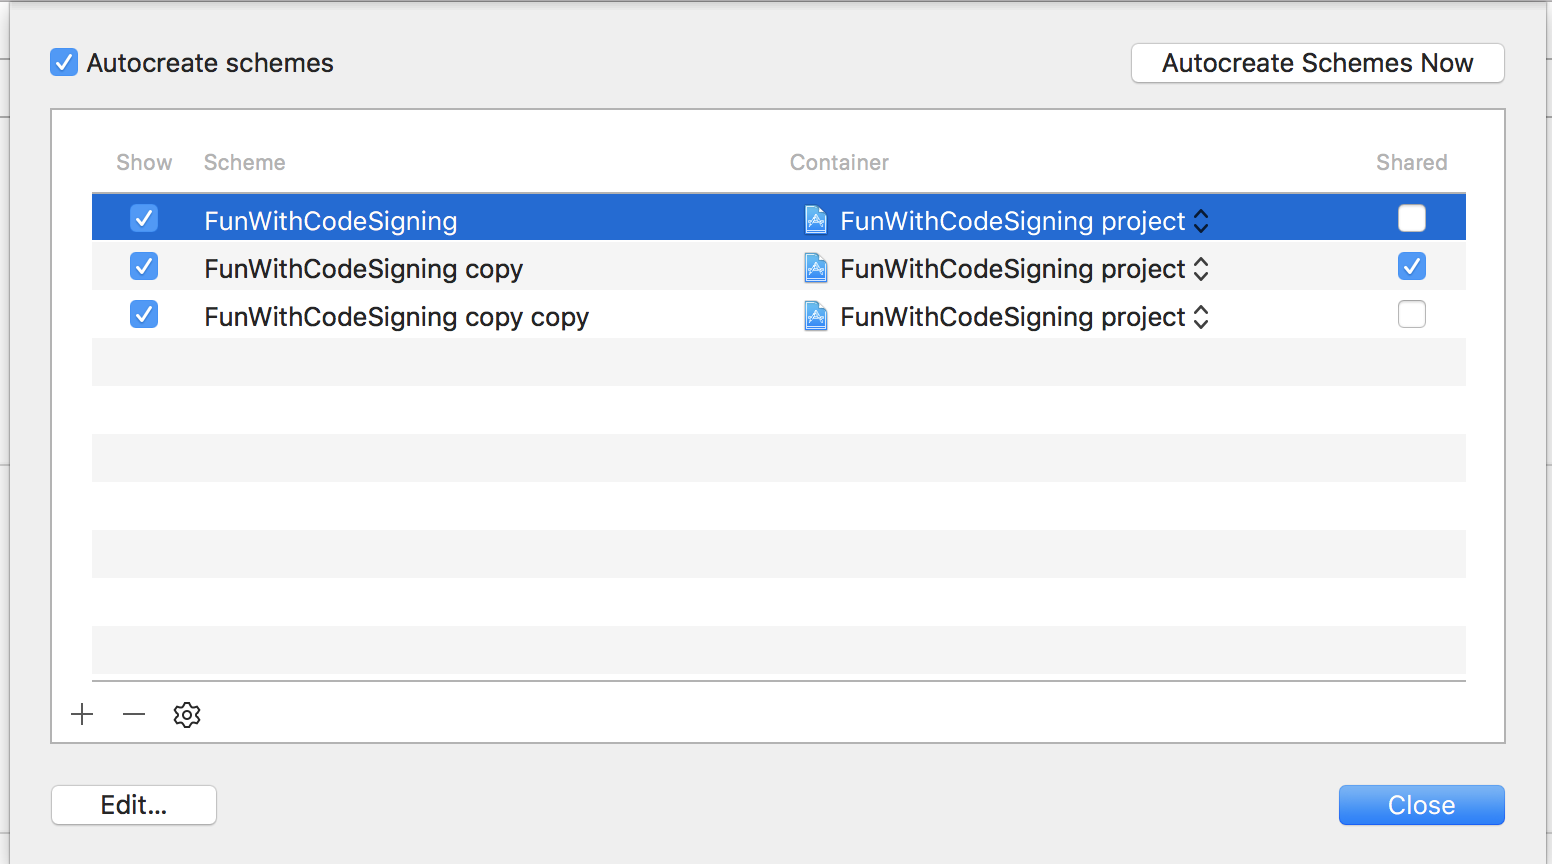 Autocreate schemes
Autocreate Schemes Now
Show Scheme Container Shared
FunWithCodeSigning FunWithCodeSigning project
FunWithCodeSigning copy FunWithCodeSigning project
FunWithCodeSigning copy copy FunWithCodeSigning project
Edit...
Close